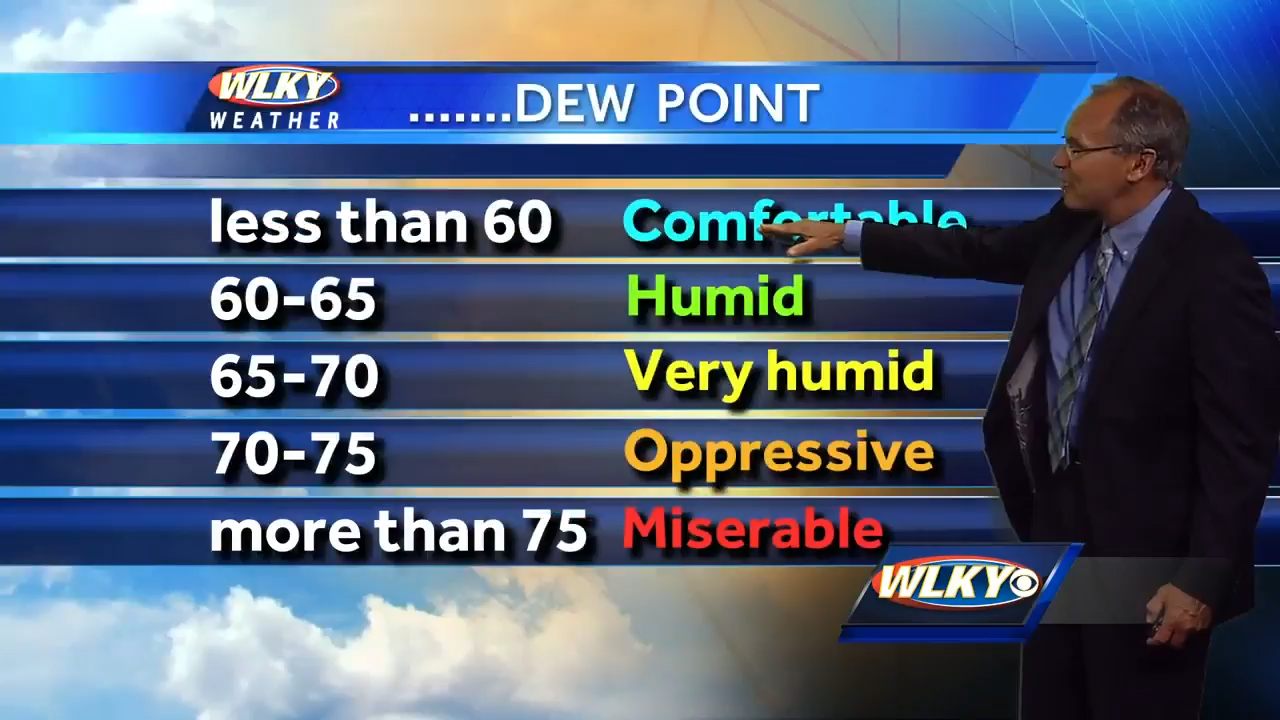 WLKY
WEATHER
.......DEW POINT
less than 60 Comfortable
60-65 Humid
65-70 Very humid
70-75 Oppressive
more than 75 Miserable
WLKY